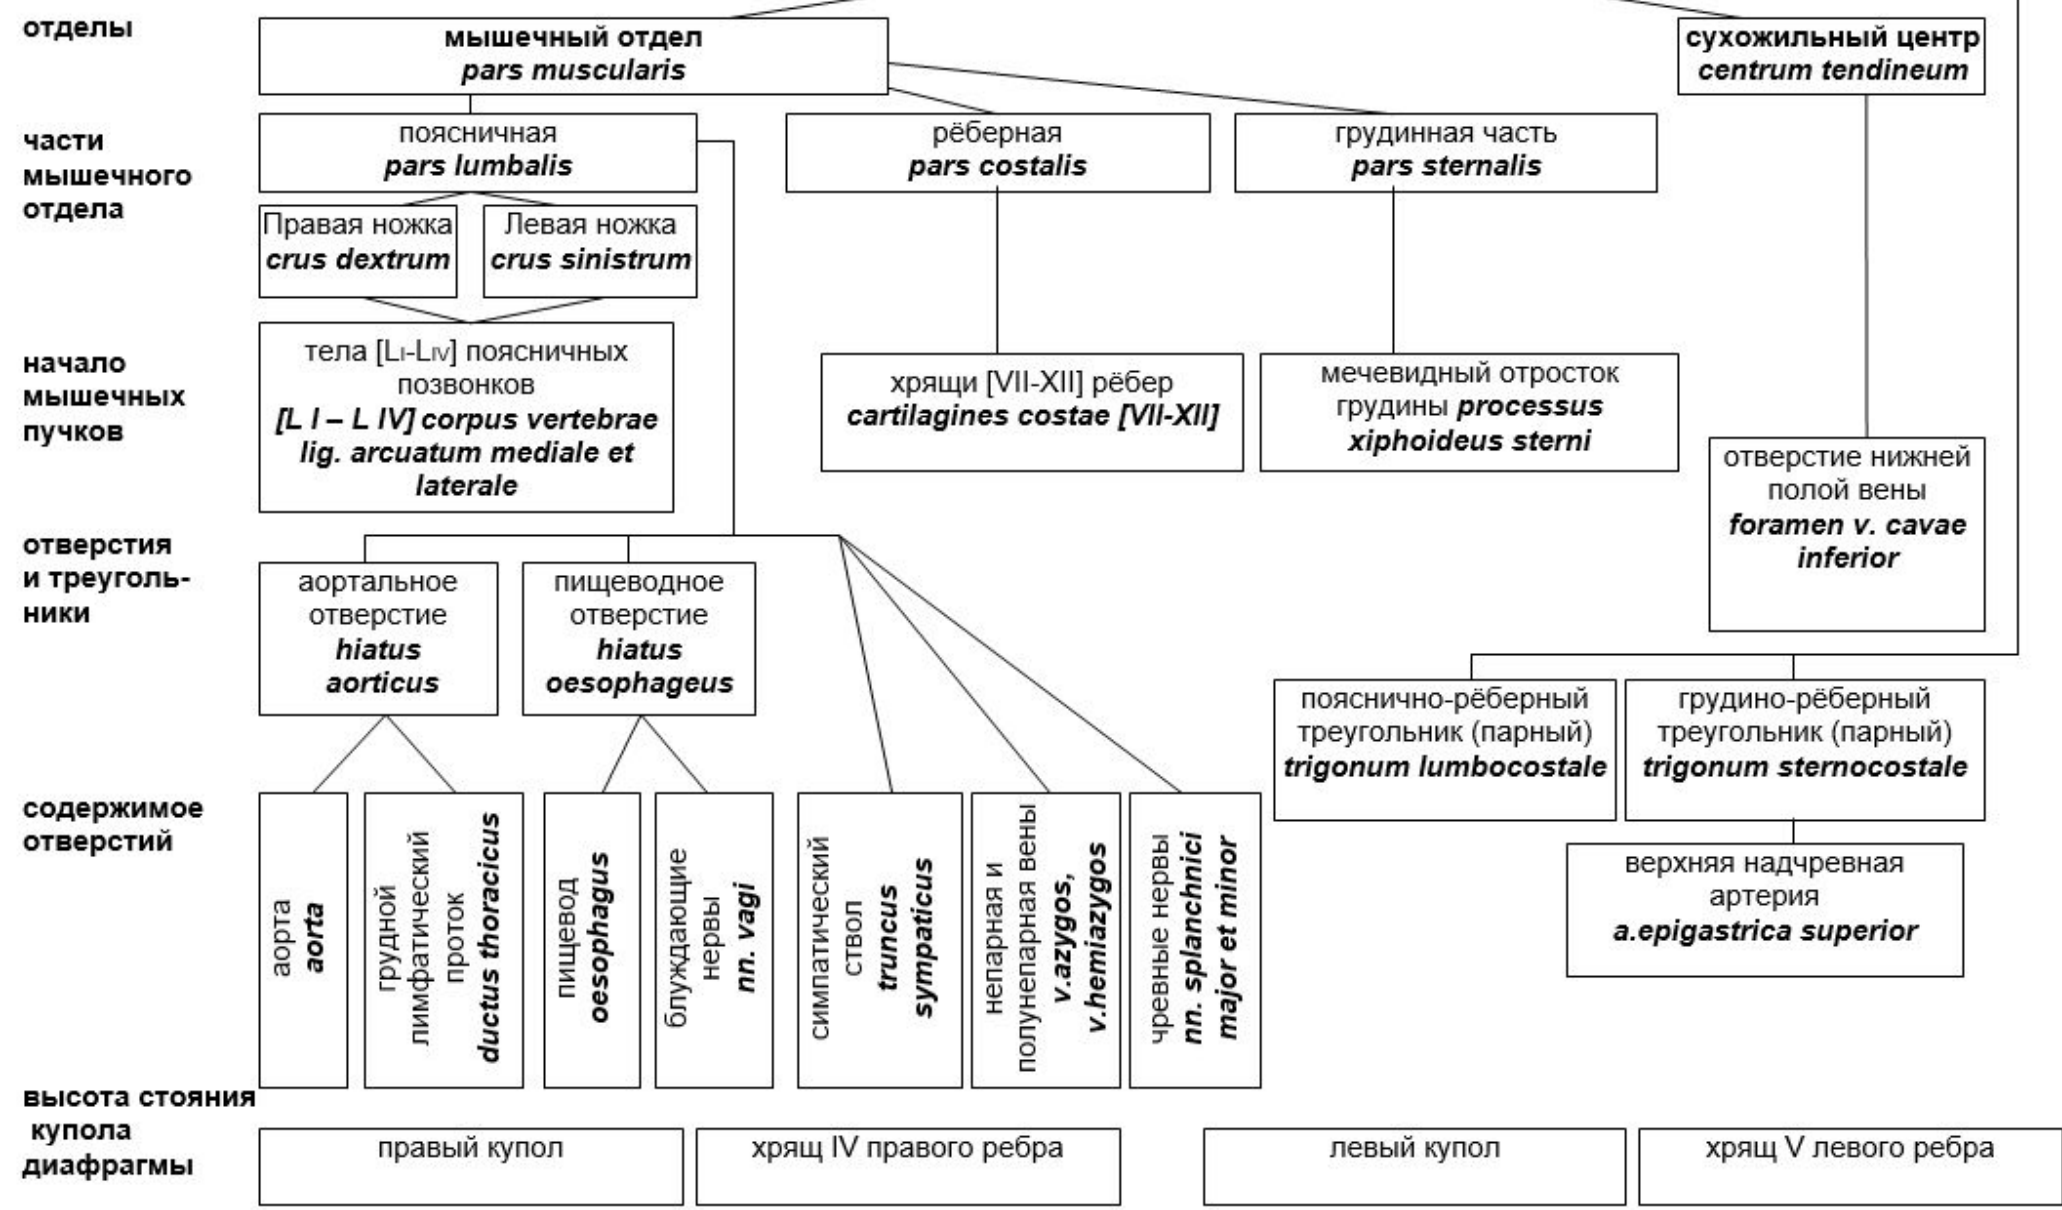 отделы
мышечный отдел
pars muscularis
сухожильный центр
centrum tendineum
части
мышечного
отдела
поясничная
pars lumbalis
рёберная
pars costalis
грудинная часть
pars sternalis
Правая ножка
crus dextrum
Левая ножка
crus sinistrum
начало
мышечных
пучков
тела [LI-LIV] поясничных
позвонков
[L I – L IV] corpus vertebrae
lig. arcuatum mediale et
laterale
хрящи [VII-XII] рёбер
cartilagines costae [VII-XII]
мечевидный отросток
грудины processus
xiphoideus sterni
отверстие нижней
полой вены
foramen v. cavae
inferior
отверстия
и треуголь-
ники
аортальное
отверстие
hiatus
aorticus
пищеводное
отверстие
hiatus
oesophageus
пояснично-рёберный
треугольник (парный)
trigonum lumbocostale
грудино-рёберный
треугольник (парный)
trigonum sternocostale
содержимое
отверстий
аорта
aorta
грудной
лимфатический
проток
ductus thoracicus
пищевод
oesophagus
блуждающие
нервы
nn. vagi
симпатический
ствол
truncus
sympaticus
непарная и
полунепарная вены
v.azygos,
v.hemiazygos
чревные нервы
nn. splanchnici
major et minor
верхняя надчревная
артерия
a.epigastrica superior
высота стояния
купола
диафрагмы
правый купол
хрящ IV правого ребра
левый купол
хрящ V левого ребра